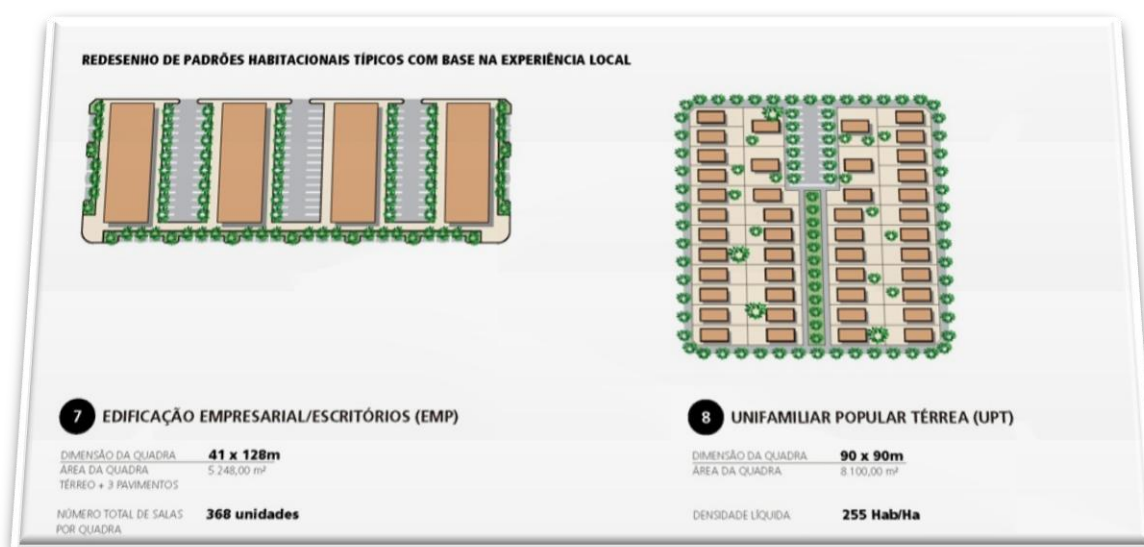 REDESENHO DE PADRÕES HABITACIONAIS TÍPICOS COM BASE NA EXPERIÊNCIA LOCAL
7 EDIFICAÇÃO EMPRESARIAL/ESCRITÓRIOS (EMP)
DIMENSÃO DA QUADRA 41 x 128m
ÁREA DA QUADRA 5.248,00 m²
TÉRREO + 3 PAVIMENTOS
NÚMERO TOTAL DE SALAS 368 unidades
POR QUADRA
8 UNIFAMILIAR POPULAR TÉRREA (UPT)
DIMENSÃO DA QUADRA 90 x 90m
ÁREA DA QUADRA 8.100,00 m²
DENSIDADE LÍQUIDA 255 Hab/Ha